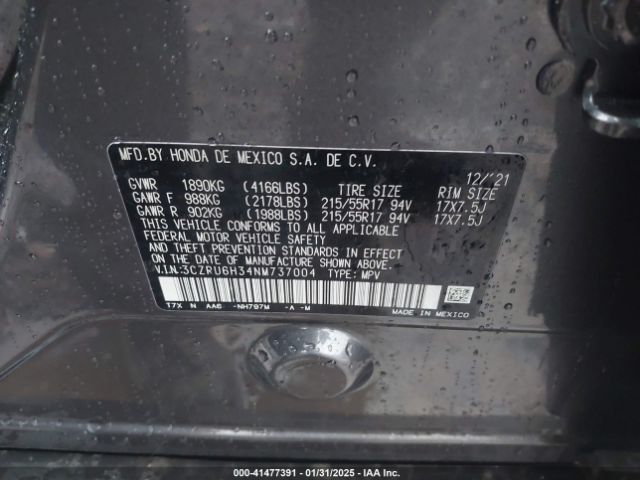 MFD.BY HONDA DE MEXICO S.A. DE C.V.
12/'21
GVWR 1890KG (4166LBS) TIRE SIZE RIM SIZE
GAWR F 988KG (2178LBS) 215/55R17 94V 17X7.5J
GAWR R 902KG (1988LBS) 215/55R17 94V 17X7.5J
THIS VEHICLE CONFORMS TO ALL APPLICABLE
FEDERAL MOTOR VEHICLE SAFETY, BUMPER,
AND THEFT PREVENTION STANDARDS IN EFFECT
ON THE DATE OF MANUFACTURE SHOWN ABOVE.
V.I.N:3CZRU6H34NM737004 TYPE: MPV
T7X N AA6 -NH797M -A -M
MADE IN MEXICO
000-41477391 - 01/31/2025 - IAA Inc.